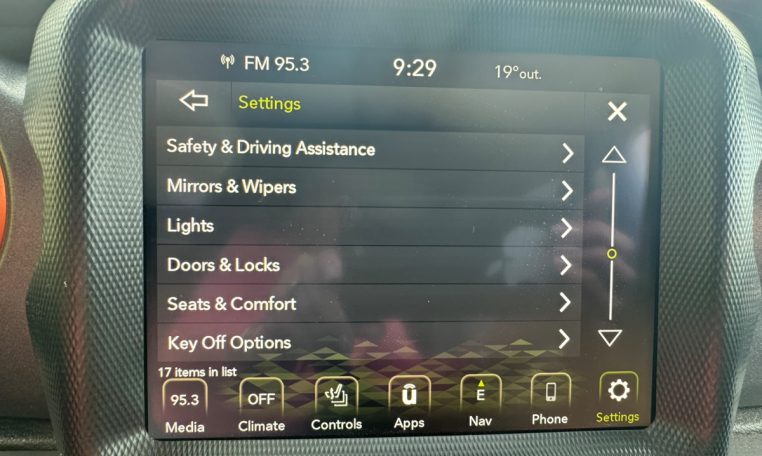 FM 95.3 9:29 19°out.
Settings
Safety & Driving Assistance
Mirrors & Wipers
Lights
Doors & Locks
Seats & Comfort
Key Off Options
17 items in list
95.3 OFF E
Media Climate Controls Apps Nav Phone Settings